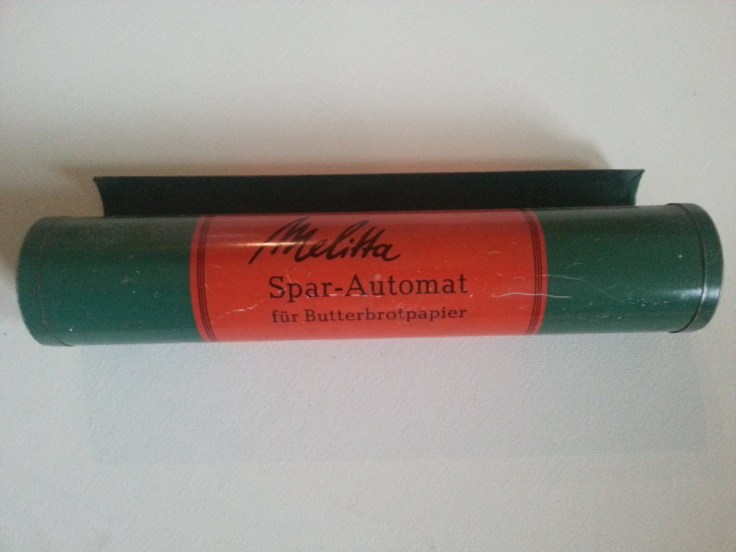 Melitta
Spar-Automat
für Butterbrotpapier